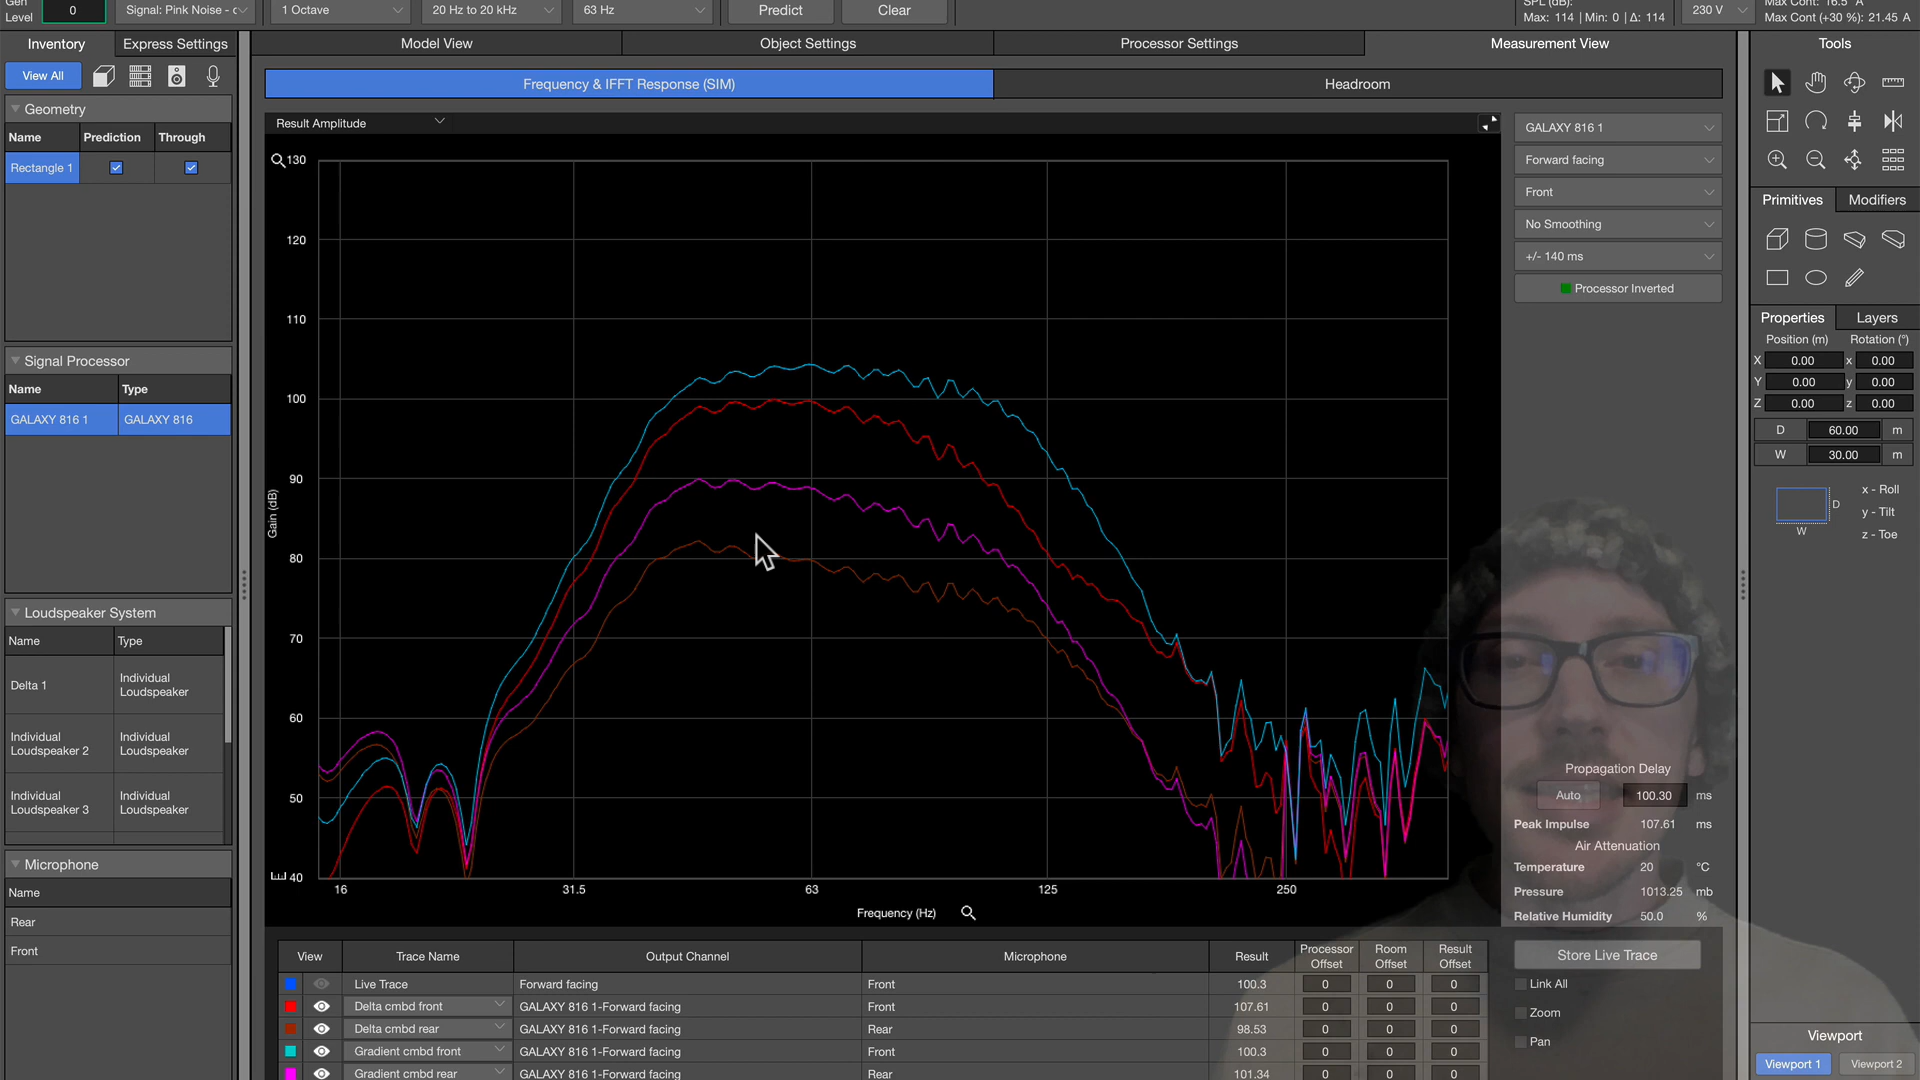 Gen
Level
0
Signal: Pink Noise -
1 Octave
20 Hz to 20 kHz
63 Hz
Predict
Clear
SPL (dB):
Max: 114 | Min: 0 | Δ: 114
230 V
Max Cont: 16.5 A
Max Cont (+30 %): 21.45 A
Inventory
Express Settings
Model View
Object Settings
Processor Settings
Measurement View
Tools
View All
Frequency & IFFT Response (SIM)
Headroom
Geometry
Name
Prediction
Through
Rectangle 1
Result Amplitude
GALAXY 816 1
Forward facing
Front
No Smoothing
+/- 140 ms
Processor Inverted
Primitives
Modifiers
Properties
Layers
Position (m)
Rotation (°)
X 0.00 x 0.00
Y 0.00 y 0.00
Z 0.00 z 0.00
D 60.00 m
W 30.00 m
D
W
x - Roll
y - Tilt
z - Toe
Signal Processor
Name
Type
GALAXY 816 1
GALAXY 816
Loudspeaker System
Name
Type
Delta 1
Individual
Loudspeaker
Individual
Loudspeaker 2
Individual
Loudspeaker
Individual
Loudspeaker 3
Individual
Loudspeaker
Microphone
Name
Rear
Front
130
120
110
100
90
80
70
60
50
40
Gain (dB)
16
31.5
63
125
250
Frequency (Hz)
Propagation Delay
Auto
100.30
ms
Peak Impulse 107.61 ms
Air Attenuation
Temperature 20 °C
Pressure 1013.25 mb
Relative Humidity 50.0 %
Store Live Trace
Link All
Zoom
Pan
View
Trace Name
Output Channel
Microphone
Result
Processor
Offset
Room
Offset
Result
Offset
Live Trace Forward facing Front 100.3 0 0 0
Delta cmbd front GALAXY 816 1-Forward facing Front 107.61 0 0 0
Delta cmbd rear GALAXY 816 1-Forward facing Rear 98.53 0 0 0
Gradient cmbd front GALAXY 816 1-Forward facing Front 100.3 0 0 0
Gradient cmbd rear GALAXY 816 1-Forward facing Rear 101.34 0 0 0
Viewport
Viewport 1
Viewport 2